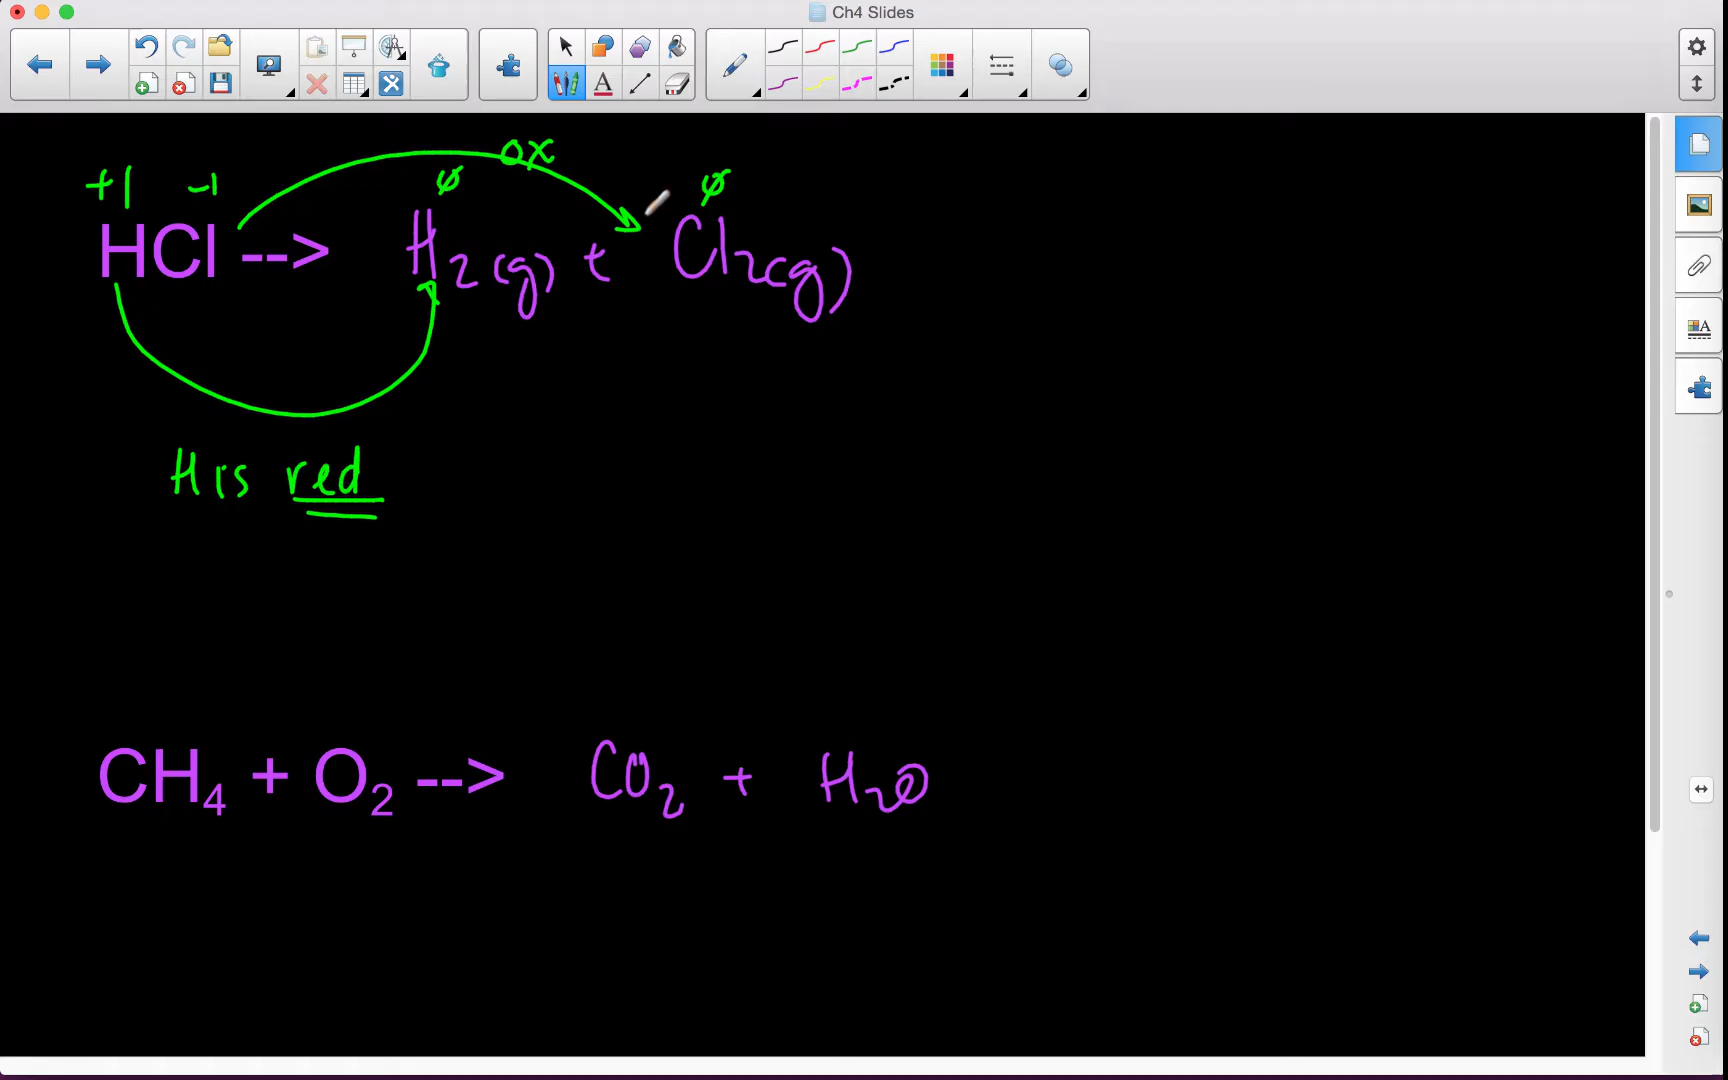 Ch4 Slides
A
A
ox
+1 -1 ϕ ϕ
HCl --> H₂(g) + Cl₂(g)
H is red
CH₄ + O₂ --> CO₂ + H₂O